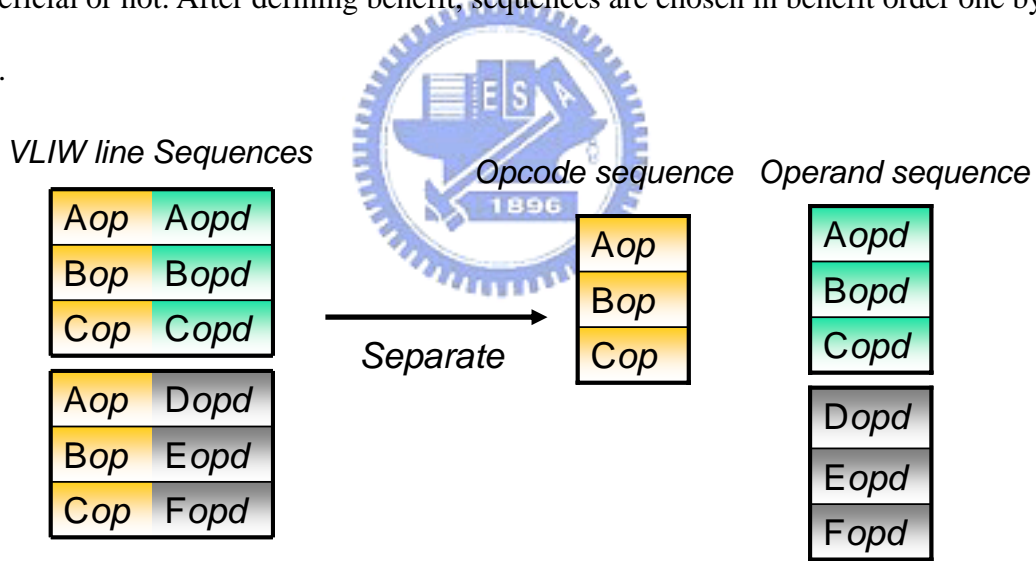 eficial or not. After defining benefit, sequences are chosen in benefit order one by
.
ESA
1896
VLIW line Sequences
Opcode sequence Operand sequence
Aop Aopd
Bop Bopd
Cop Copd
Aop Dopd
Bop Eopd
Cop Fopd
Separate
Aop
Bop
Cop
Aopd
Bopd
Copd
Dopd
Eopd
Fopd